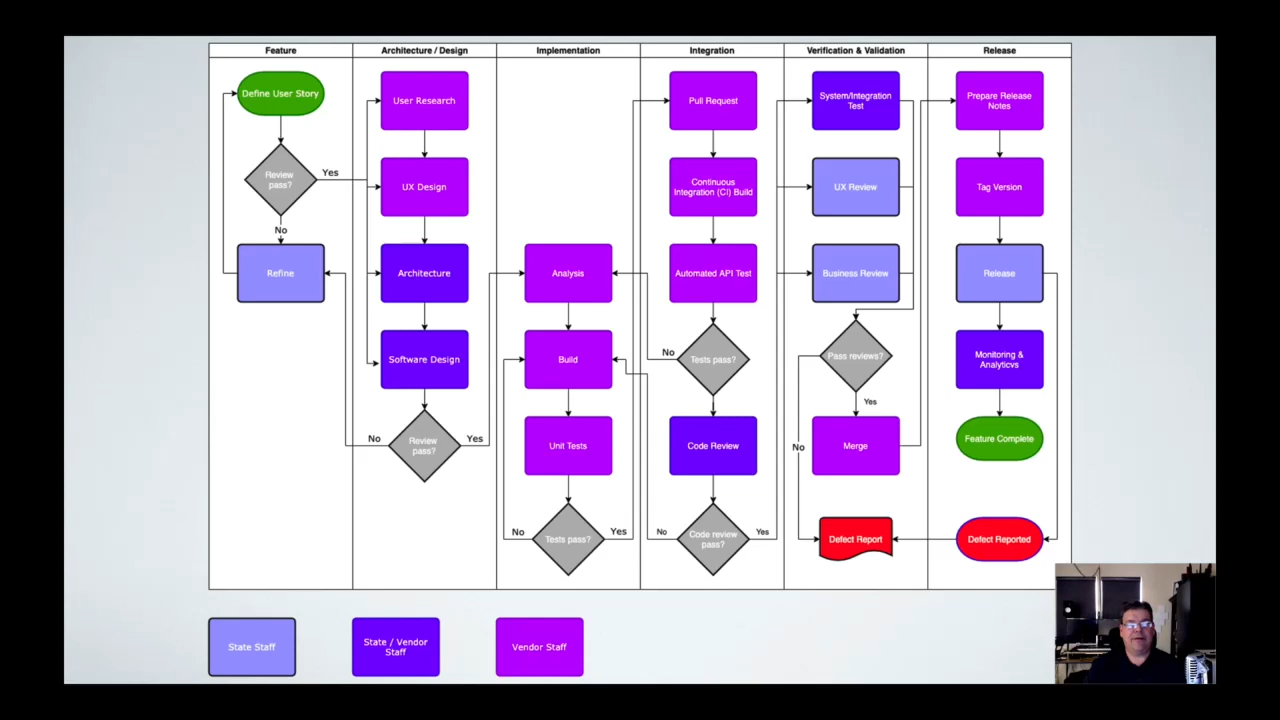 Feature
Architecture / Design
Implementation
Integration
Verification & Validation
Release
Define User Story
Review
pass?
Yes
No
Refine
User Research
UX Design
Architecture
Software Design
Review
pass?
No
Yes
Analysis
Build
Unit Tests
Tests pass?
No
Yes
Pull Request
Continuous
Integration (CI) Build
Automated API Test
Tests pass?
No
Code Review
Code review
pass?
No
Yes
System/Integration
Test
UX Review
Business Review
Pass reviews?
Yes
No
Merge
Defect Report
Prepare Release
Notes
Tag Version
Release
Monitoring &
Analyticvs
Feature Complete
Defect Reported
State Staff
State / Vendor
Staff
Vendor Staff